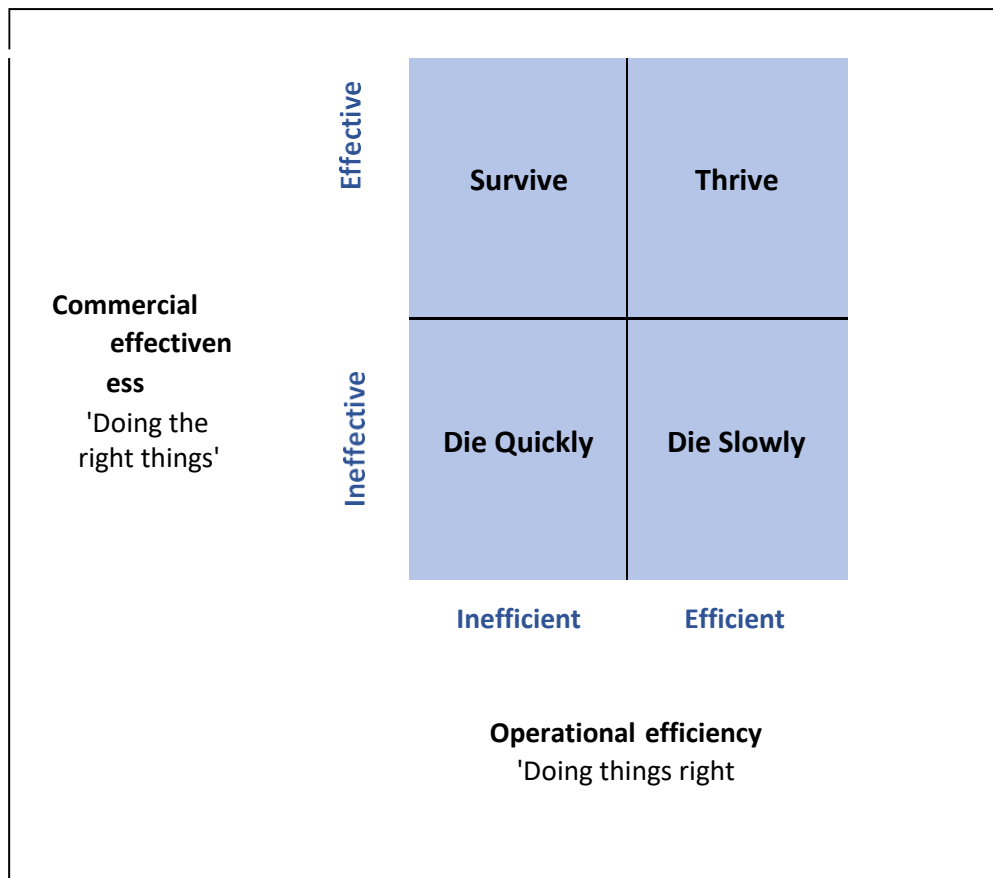 Effective
Survive
Thrive
Commercial
effectiven
ess
'Doing the
right things'
Ineffective
Die Quickly
Die Slowly
Inefficient
Efficient
Operational efficiency
'Doing things right